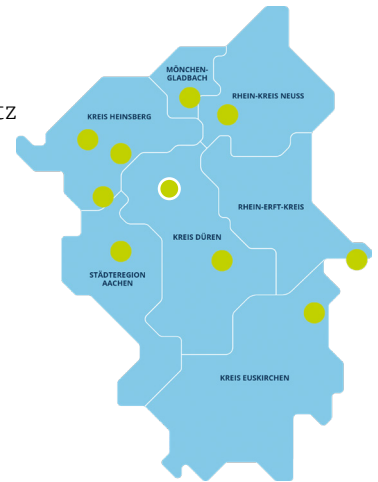 MÖNCHEN-
GLADBACH
RHEIN-KREIS NEUSS
KREIS HEINSBERG
RHEIN-ERFT-KREIS
KREIS DÜREN
STÄDTEREGION
AACHEN
KREIS EUSKIRCHEN